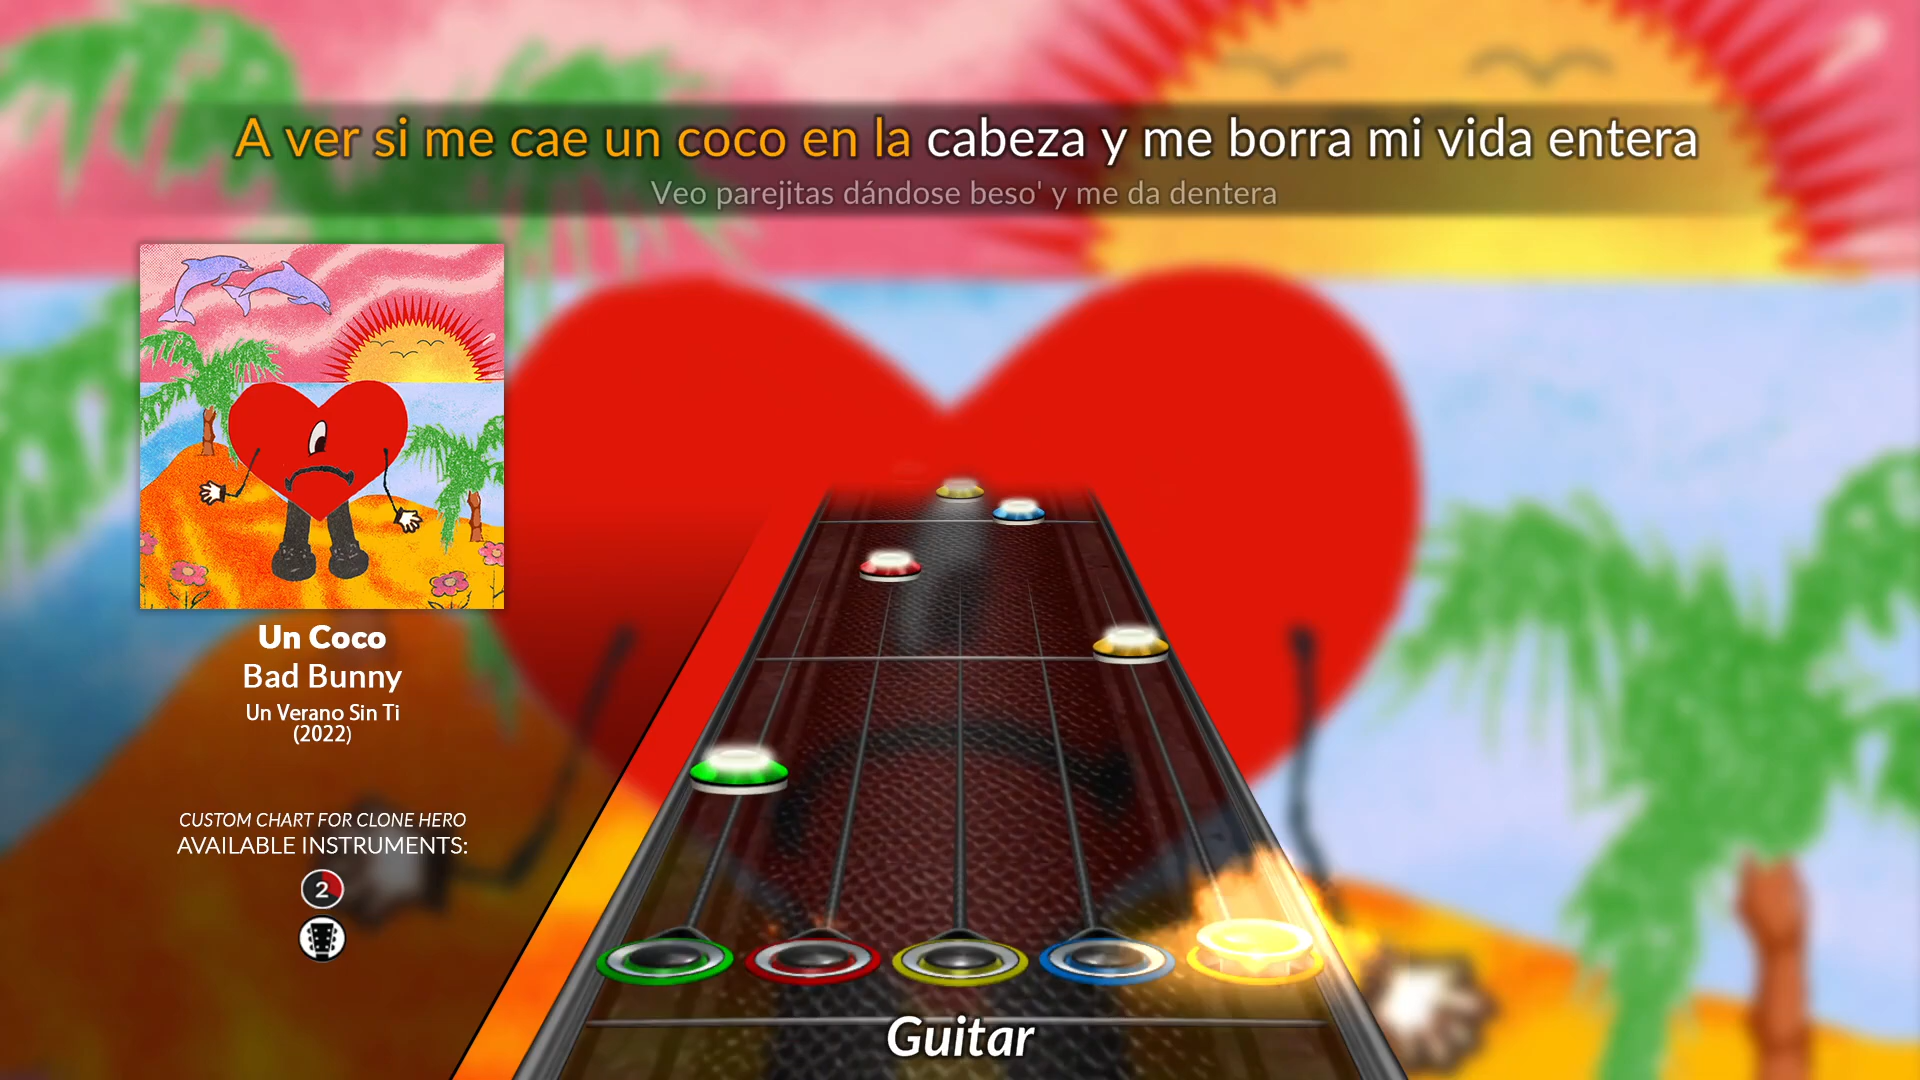 A ver si me cae un coco en la cabeza y me borra mi vida entera
Veo parejitas dándose beso' y me da dentera
Un Coco
Bad Bunny
Un Verano Sin Ti
(2022)
CUSTOM CHART FOR CLONE HERO
AVAILABLE INSTRUMENTS:
2
Guitar